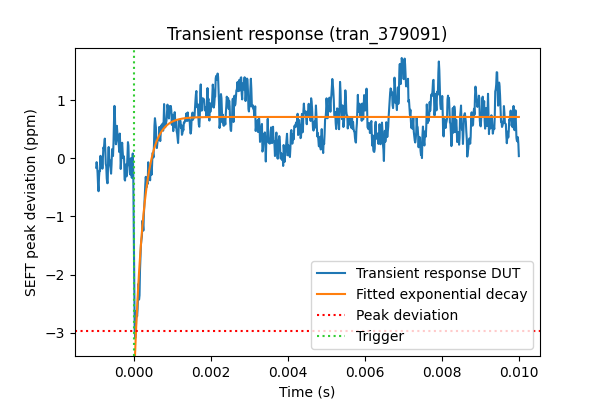 Transient response (tran_379091)
SEFT peak deviation (ppm)
1
0
−1
−2
−3
Transient response DUT
Fitted exponential decay
Peak deviation
Trigger
0.000
0.002
0.004
0.006
0.008
0.010
Time (s)